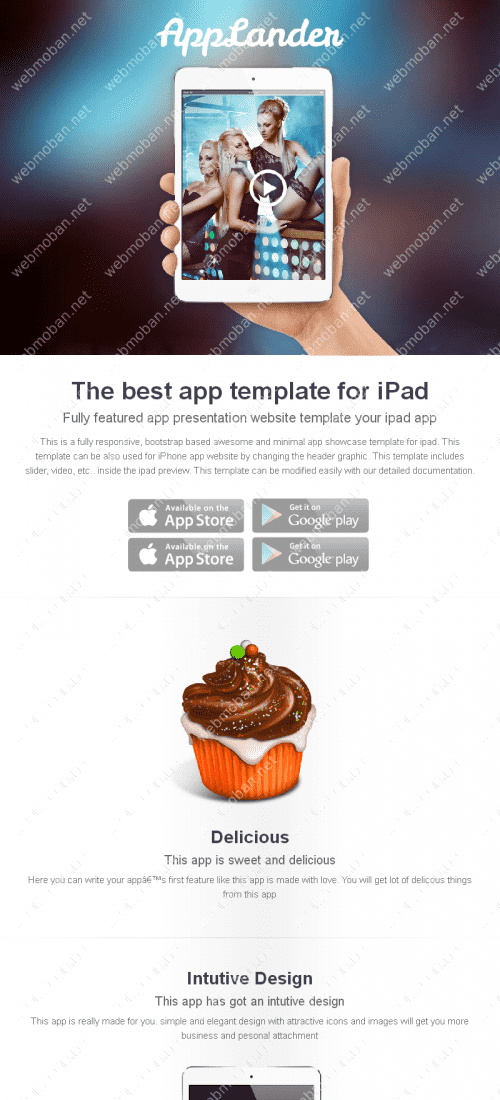 AppLander
webmoban.net
The best app template for iPad
Fully featured app presentation website template your ipad app
This is a fully responsive, bootstrap based awesome and minimal app showcase template for ipad. This
template can be also used for iPhone app website by changing the header graphic. This template includes
slider, video, etc.. inside the ipad preview. This template can be modified easily with our detailed documentation.
Available on the
App Store
Get it on
Google play
Available on the
App Store
Get it on
Google play
Delicious
This app is sweet and delicious
Here you can write your appâ€™s first feature like this app is made with love. You will get lot of delicous things
from this app
Intutive Design
This app has got an intutive design
This app is really made for you. simple and elegant design with attractive icons and images will get you more
business and pesonal attachment